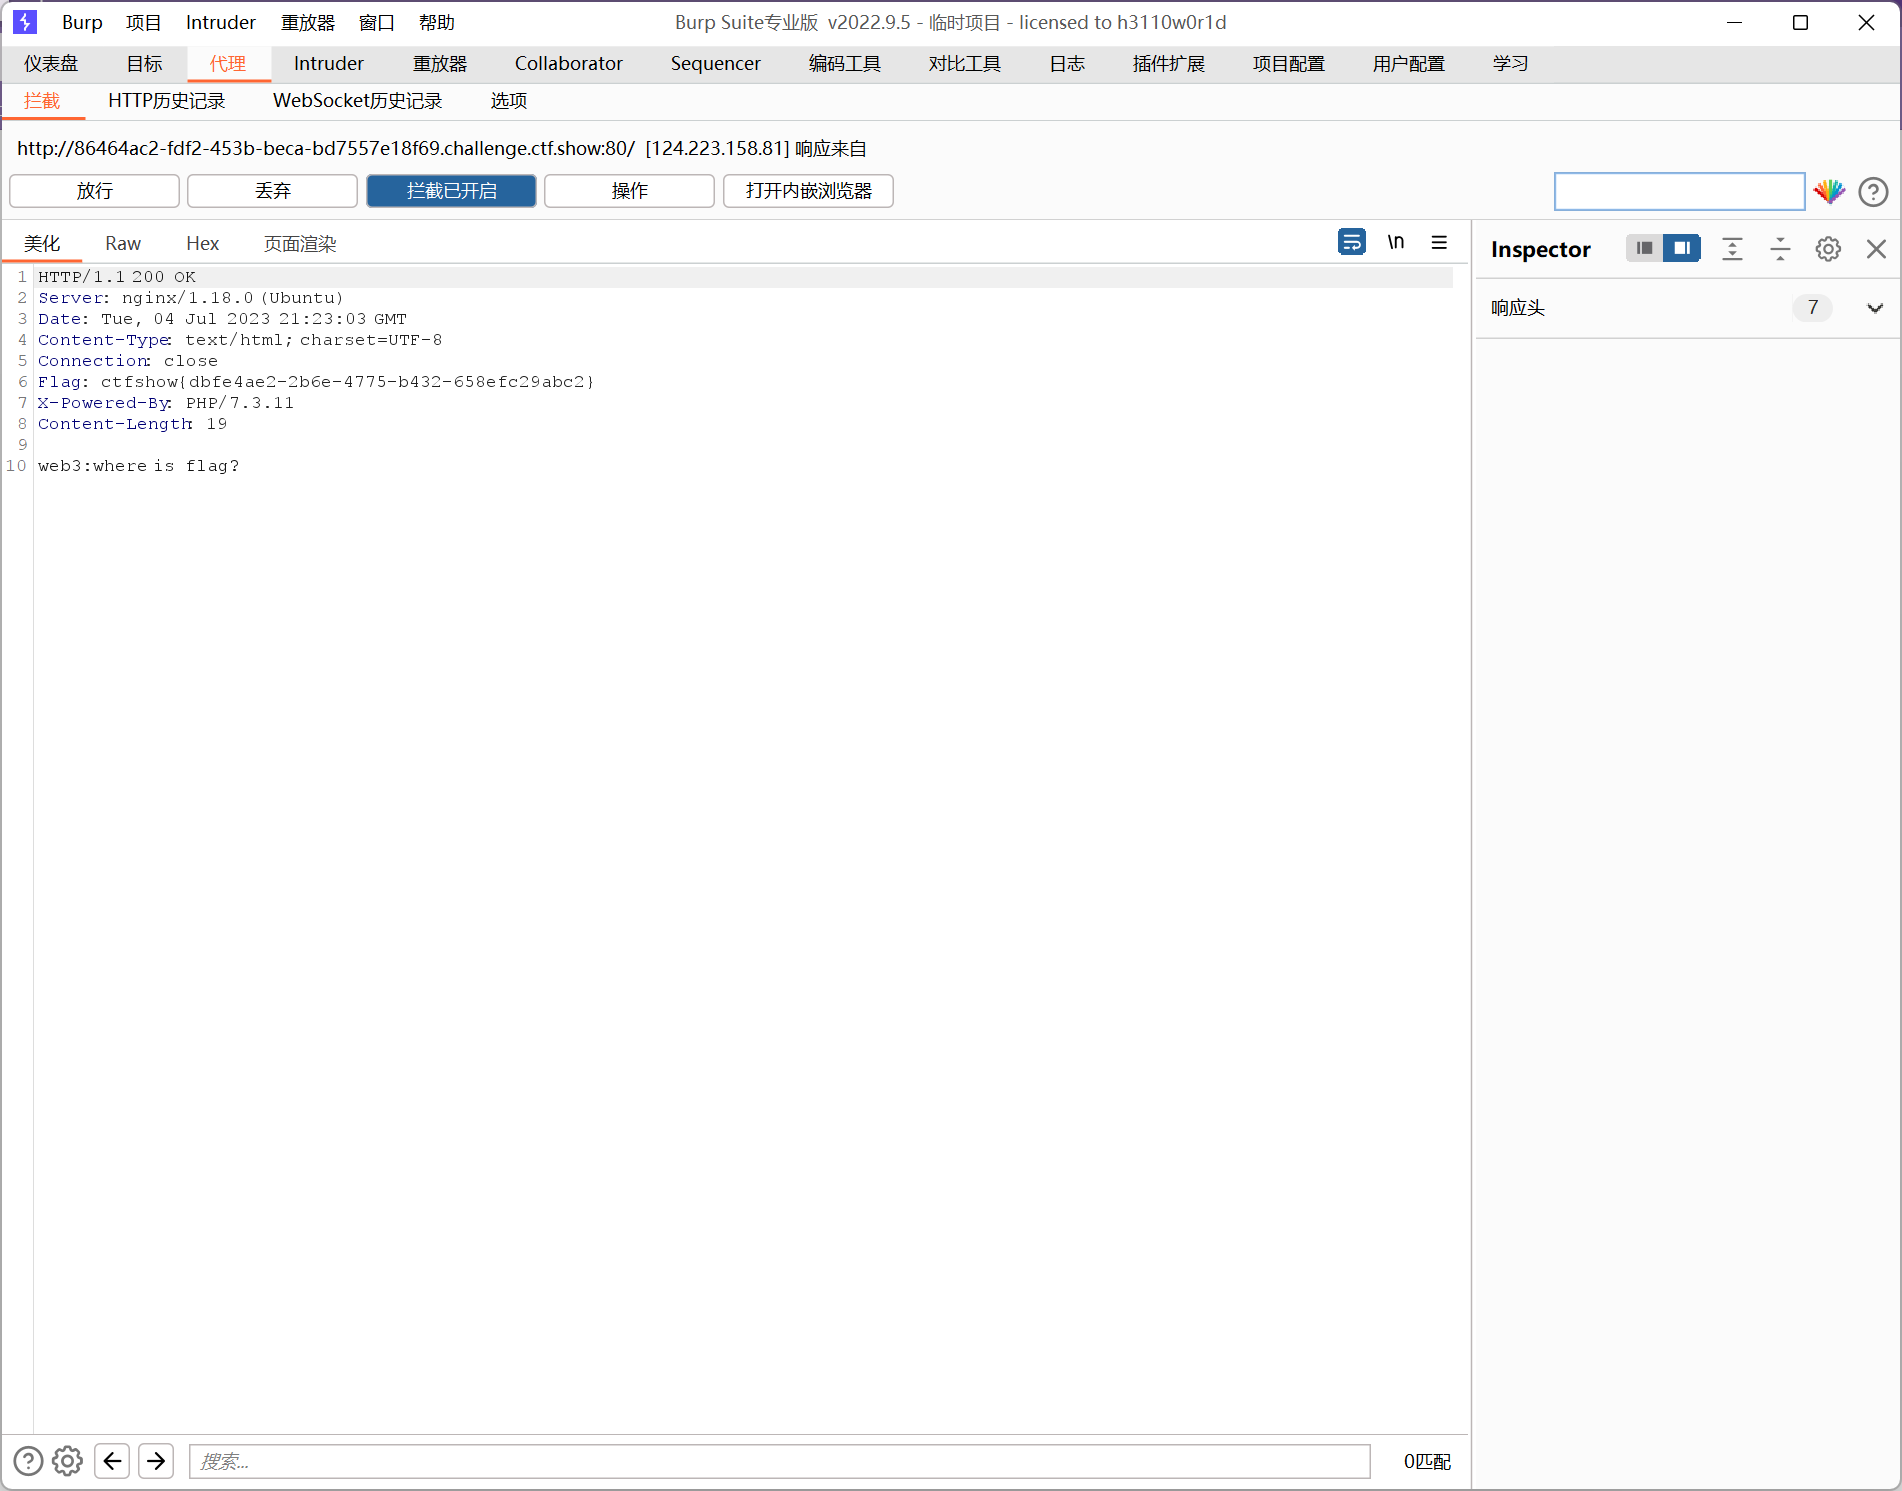 Burp 项目 Intruder 重放器 窗口 帮助 Burp Suite专业版 v2022.9.5 - 临时项目 - licensed to h3110w0r1d
仪表盘 目标 代理 Intruder 重放器 Collaborator Sequencer 编码工具 对比工具 日志 插件扩展 项目配置 用户配置 学习
拦截 HTTP历史记录 WebSocket历史记录 选项
http://86464ac2-fdf2-453b-beca-bd7557e18f69.challenge.ctf.show:80/ [124.223.158.81] 响应来自
放行 丢弃 拦截已开启 操作 打开内嵌浏览器
美化 Raw Hex 页面渲染 \n
1 HTTP/1.1 200 OK
2 Server: nginx/1.18.0 (Ubuntu)
3 Date: Tue, 04 Jul 2023 21:23:03 GMT
4 Content-Type: text/html; charset=UTF-8
5 Connection: close
6 Flag: ctfshow{dbfe4ae2-2b6e-4775-b432-658efc29abc2}
7 X-Powered-By: PHP/7.3.11
8 Content-Length: 19
9
10 web3:where is flag?
Inspector
响应头 7
搜索... 0匹配